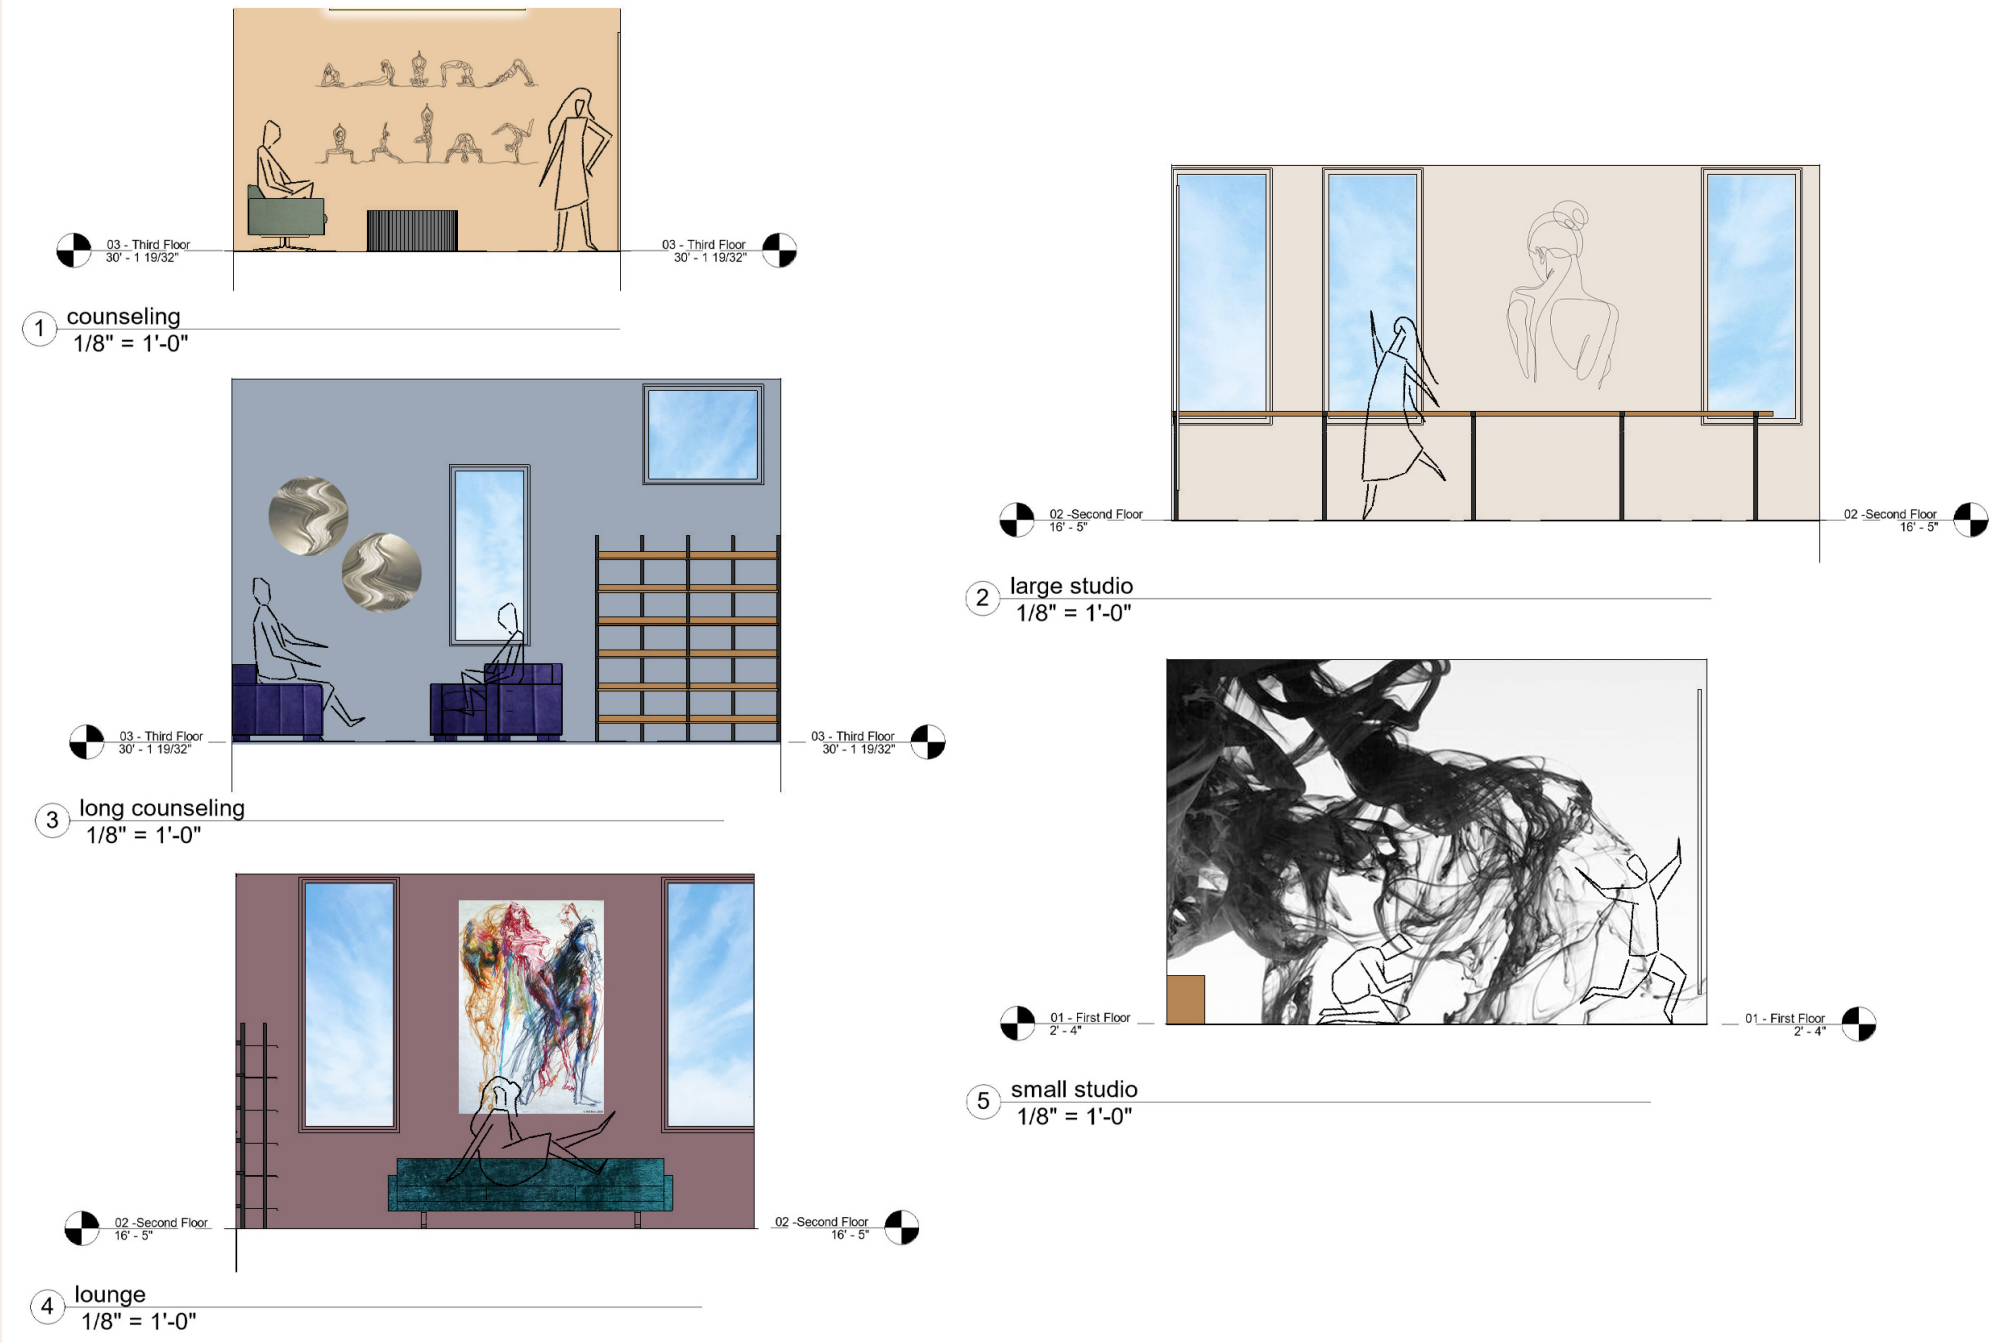 03 - Third Floor
30' - 1 19/32"
03 - Third Floor
30' - 1 19/32"
1
counseling
1/8" = 1'-0"
02 -Second Floor
16' - 5"
02 -Second Floor
16' - 5"
2
large studio
1/8" = 1'-0"
03 - Third Floor
30' - 1 19/32"
03 - Third Floor
30' - 1 19/32"
3
long counseling
1/8" = 1'-0"
01 - First Floor
2' - 4"
01 - First Floor
2' - 4"
5
small studio
1/8" = 1'-0"
02 -Second Floor
16' - 5"
02 -Second Floor
16' - 5"
4
lounge
1/8" = 1'-0"